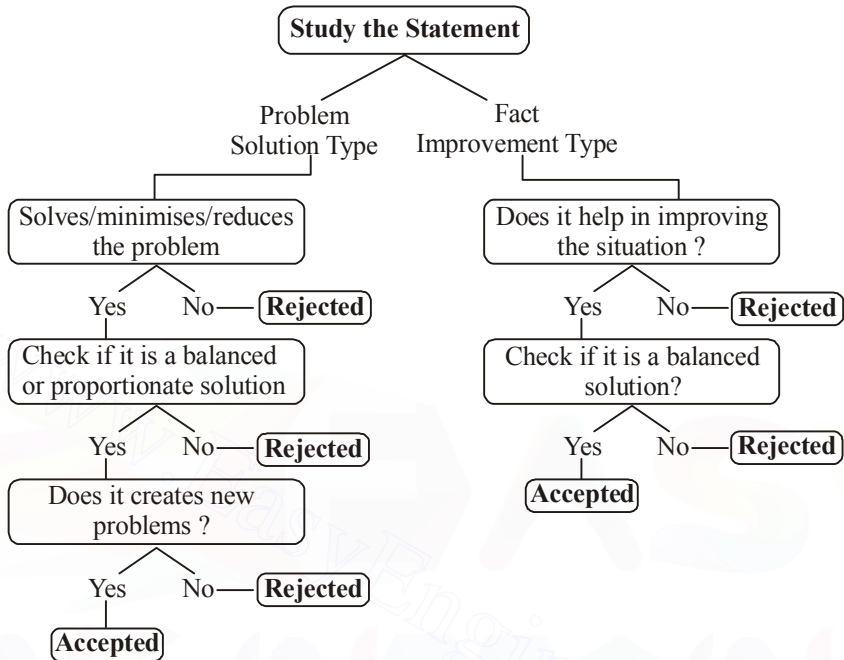 Study the Statement
Problem
Solution Type
Fact
Improvement Type
Solves/minimises/reduces
the problem
Yes
No
Rejected
Check if it is a balanced
or proportionate solution
Yes
No
Rejected
Does it creates new
problems ?
Yes
No
Rejected
Accepted
Does it help in improving
the situation ?
Yes
No
Rejected
Check if it is a balanced
solution?
Yes
No
Rejected
Accepted